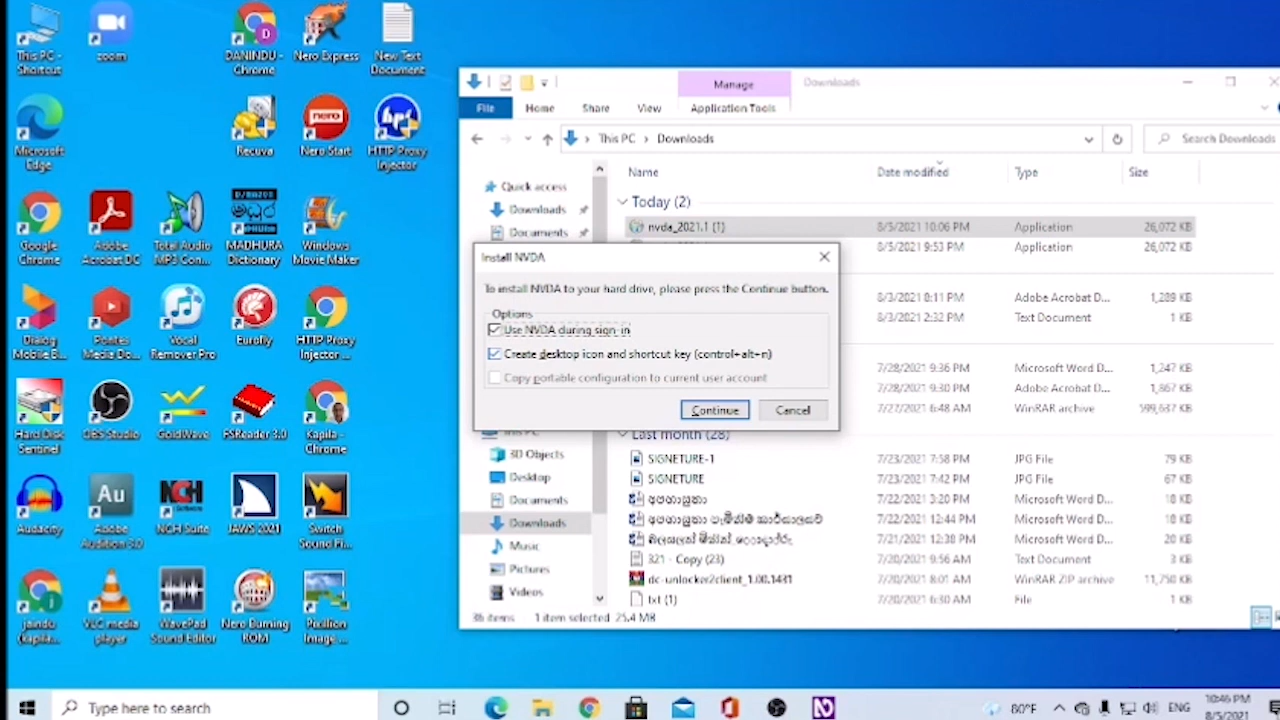 This PC - Shortcut
zoom
DANINDU - Chrome
Nero Express
New Text Document
Microsoft Edge
Recuva
Nero Start
HTTP Proxy Injector
Google Chrome
Adobe Acrobat DC
Total Audio MP3 Con...
MADHURA Dictionary
Windows Movie Maker
Dialog Mobile B...
Pontes Media Do...
Vocal Remover Pro
Eurofly
HTTP Proxy Injector ...
Hard Disk Sentinel
OBS Studio
GoldWave
FSReader 3.0
Kapila - Chrome
Audacity
Adobe Audition 3.0
NCH Suite
JAWS 2021
Switch Sound Fi...
jaindu (kapila...
VLC media player
WavePad Sound Editor
Nero Burning ROM
Pixillion Image ...
Manage
Downloads
File
Home
Share
View
Application Tools
This PC
Downloads
Search Downloads
Name
Date modified
Type
Size
Quick access
Downloads
Documents
Today (2)
nvda_2021.1 (1)
8/5/2021 10:06 PM
Application
26,072 KB
8/5/2021 9:53 PM
Application
26,072 KB
Install NVDA
To install NVDA to your hard drive, please press the Continue button.
Options
Use NVDA during sign-in
Create desktop icon and shortcut key (control+alt+n)
Copy portable configuration to current user account
Continue
Cancel
8/3/2021 8:11 PM
Adobe Acrobat D...
1,289 KB
8/3/2021 2:32 PM
Text Document
1 KB
7/28/2021 9:36 PM
Microsoft Word D...
1,247 KB
7/28/2021 9:30 PM
Adobe Acrobat D...
1,867 KB
7/27/2021 6:48 AM
WinRAR archive
599,637 KB
This PC
3D Objects
Desktop
Documents
Downloads
Music
Pictures
Videos
Last month (28)
SIGNETURE-1
7/23/2021 7:58 PM
JPG File
79 KB
SIGNETURE
7/23/2021 7:42 PM
JPG File
67 KB
7/22/2021 3:20 PM
Microsoft Word D...
18 KB
7/22/2021 12:44 PM
Microsoft Word D...
18 KB
7/21/2021 12:38 PM
Microsoft Word D...
20 KB
321 - Copy (23)
7/20/2021 9:56 AM
Text Document
3 KB
dc-unlocker2client_1.00.1431
7/20/2021 8:01 AM
WinRAR ZIP archive
11,750 KB
txt (1)
7/20/2021 6:30 AM
File
1 KB
36 items
1 item selected 25.4 MB
Type here to search
80°F
ENG
10:46 PM
8/5/2021